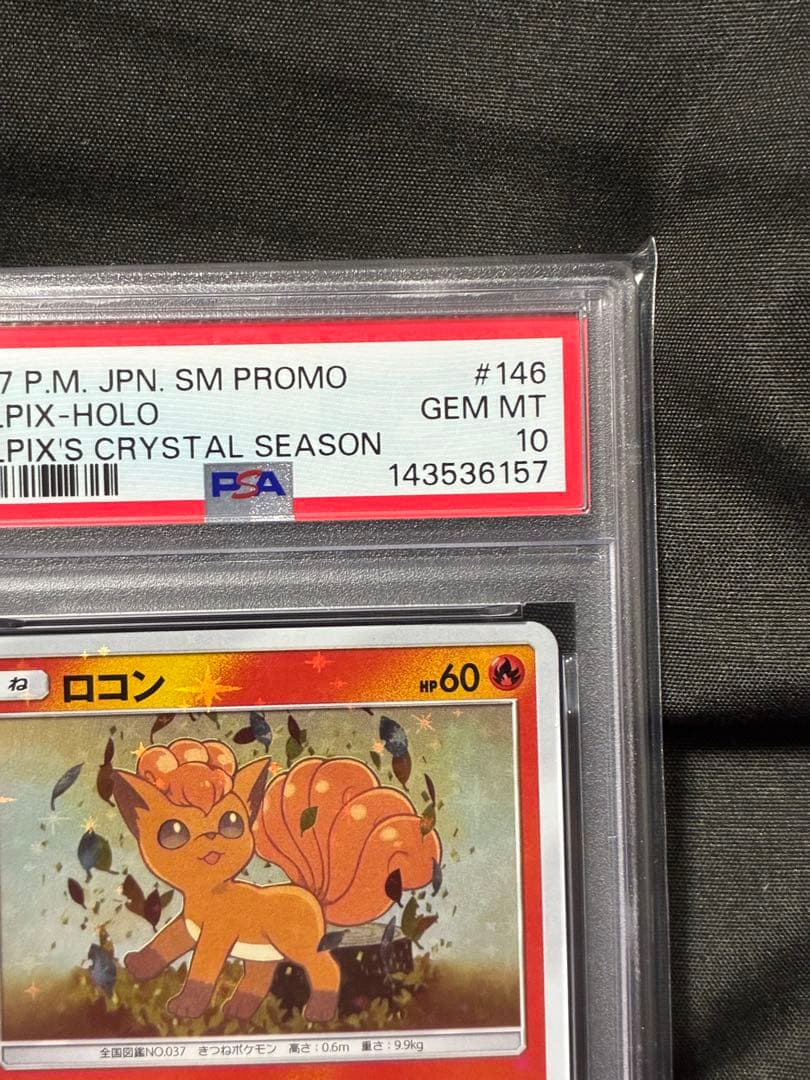 7 P.M. JPN. SM PROMO #146
LPIX-HOLO GEM MT
LPIX'S CRYSTAL SEASON 10
PSA 143536157
ね ロコン HP60
全国図鑑NO.037 きつねポケモン 高さ:0.6m 重さ:9.9kg